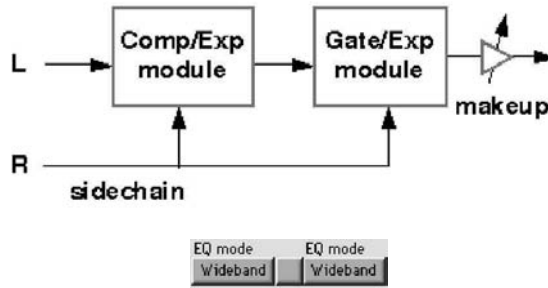 L
Comp/Exp
module
Gate/Exp
module
makeup
R
sidechain
EQ mode EQ mode
Wideband Wideband